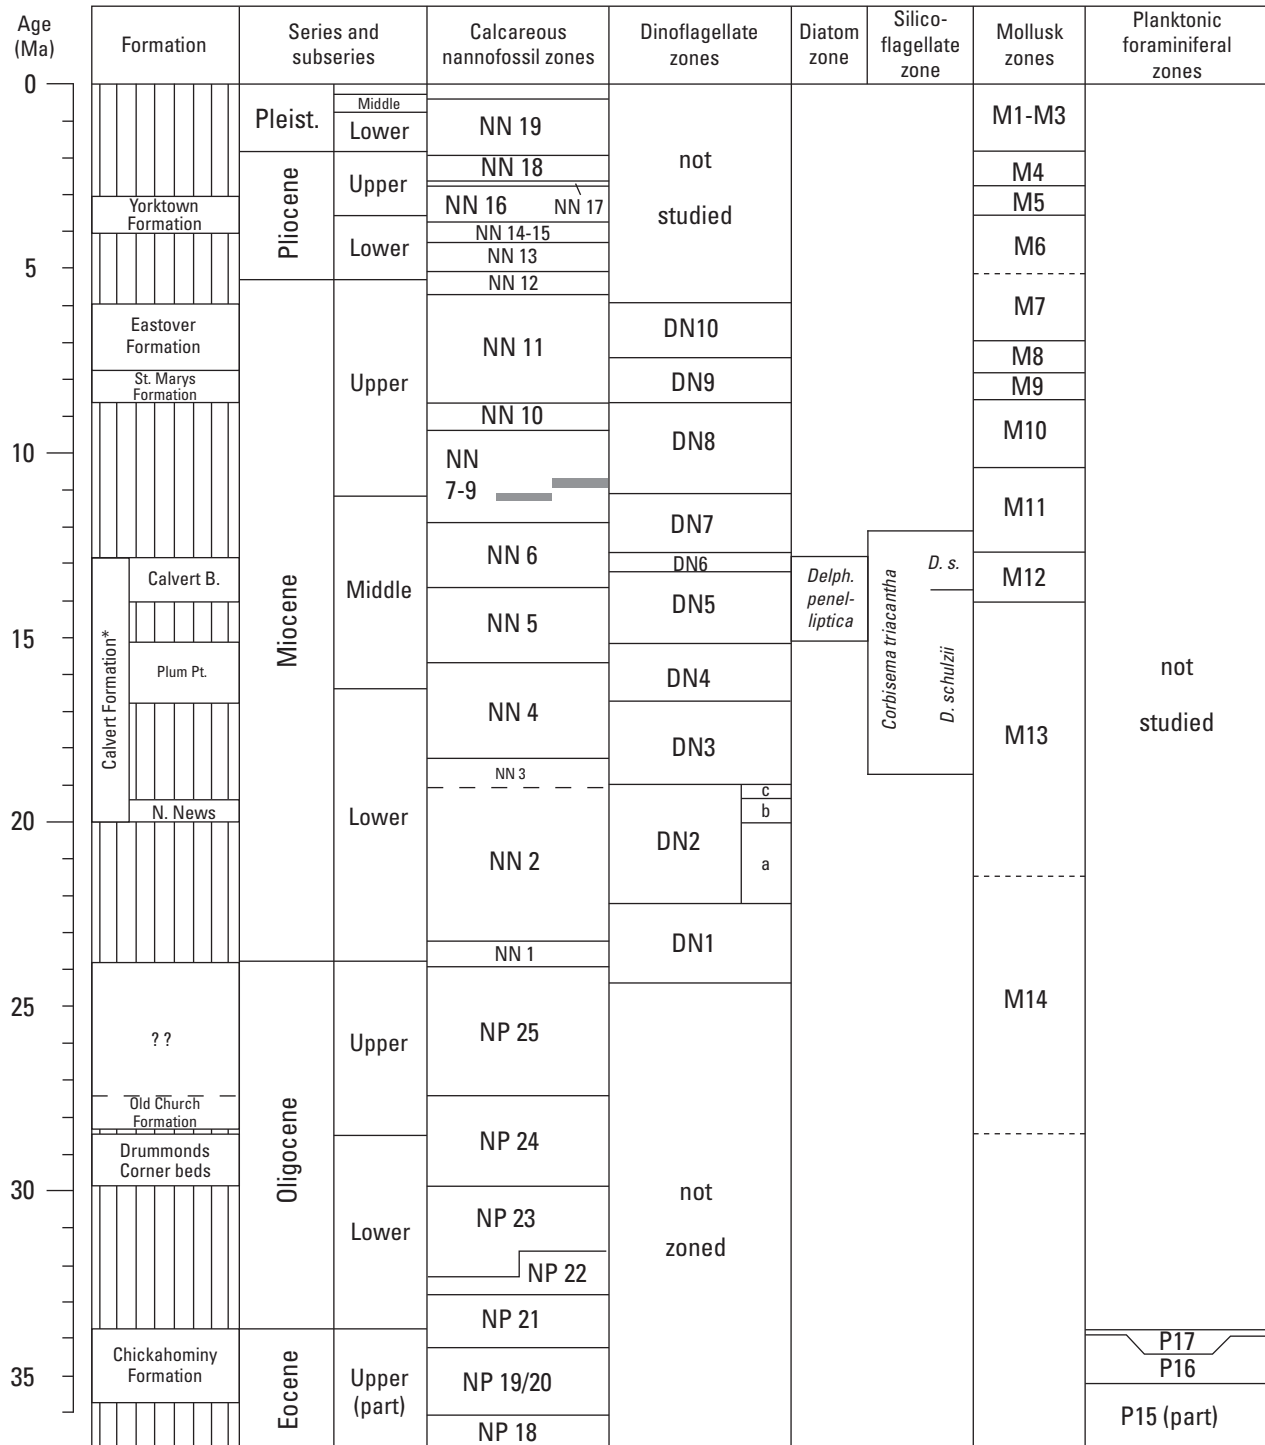 Age
(Ma)
Formation
Series and
subseries
Calcareous
nannofossil zones
Dinoflagellate
zones
Diatom
zone
Silico-
flagellate
zone
Mollusk
zones
Planktonic
foraminiferal
zones
0
5
10
15
20
25
30
35
Yorktown
Formation
Eastover
Formation
St. Marys
Formation
Calvert Formation*
Calvert B.
Plum Pt.
N. News
? ?
Old Church
Formation
Drummonds
Corner beds
Chickahominy
Formation
Pleist.
Pliocene
Miocene
Oligocene
Eocene
Middle
Lower
Upper
Lower
Upper
Middle
Lower
Upper
Lower
Upper
(part)
NN 19
NN 18
NN 16
NN 17
NN 14-15
NN 13
NN 12
NN 11
NN 10
NN
7-9
NN 6
NN 5
NN 4
NN 3
NN 2
NN 1
NP 25
NP 24
NP 23
NP 22
NP 21
NP 19/20
NP 18
not
studied
DN10
DN9
DN8
DN7
DN6
DN5
DN4
DN3
DN2
c
b
a
DN1
not
zoned
Delph.
penel-
liptica
Corbisema triacantha
D. s.
D. schulzii
M1-M3
M4
M5
M6
M7
M8
M9
M10
M11
M12
M13
M14
not
studied
P17
P16
P15 (part)